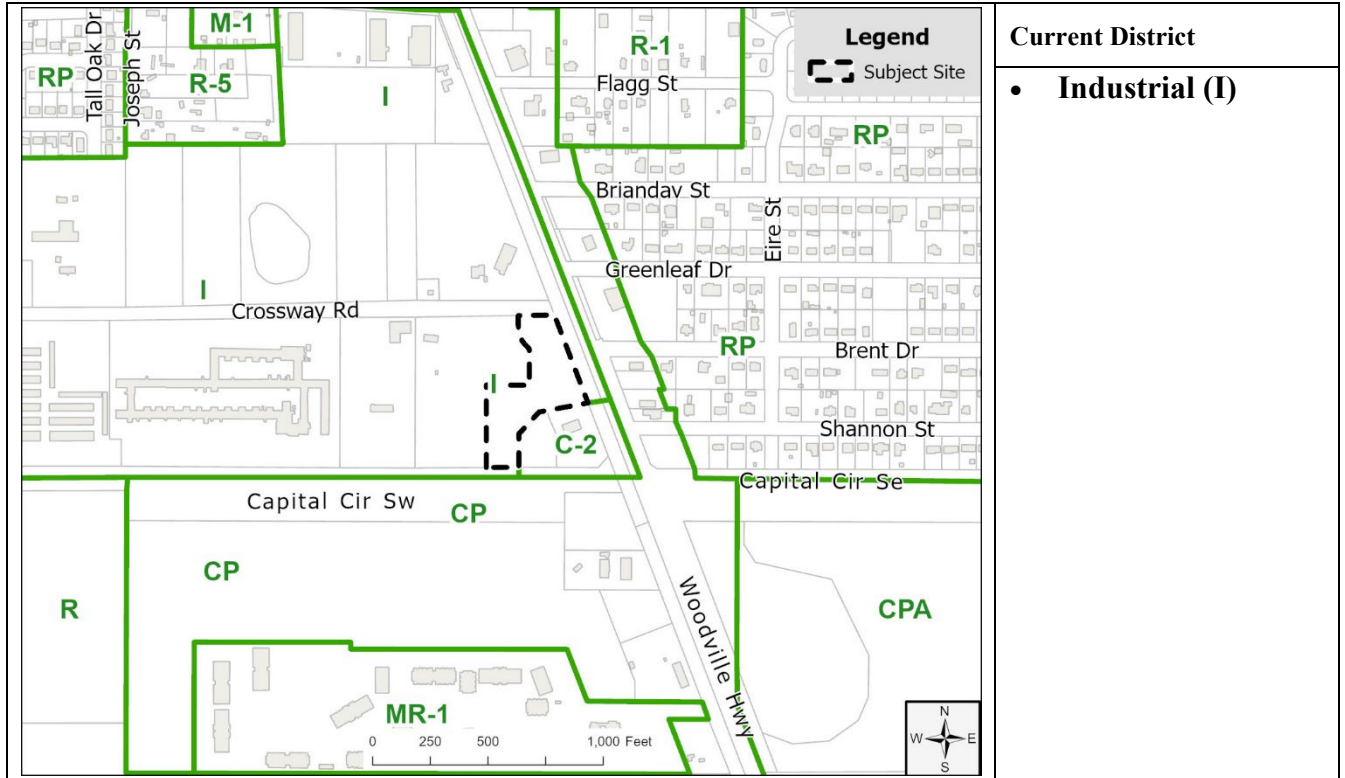 M-1
R-1
Legend
Subject Site
RP
Tall Oak Dr
Joseph St
R-5
I
Flagg St
RP
Briandav St
Eire St
Greenleaf Dr
I
Crossway Rd
RP
Brent Dr
I
Shannon St
C-2
Capital Cir Sw
CP
Capital Cir Se
CP
R
Woodville Hwy
CPA
MR-1
0 250 500 1,000 Feet
N
W E
S
Current District
• Industrial (I)